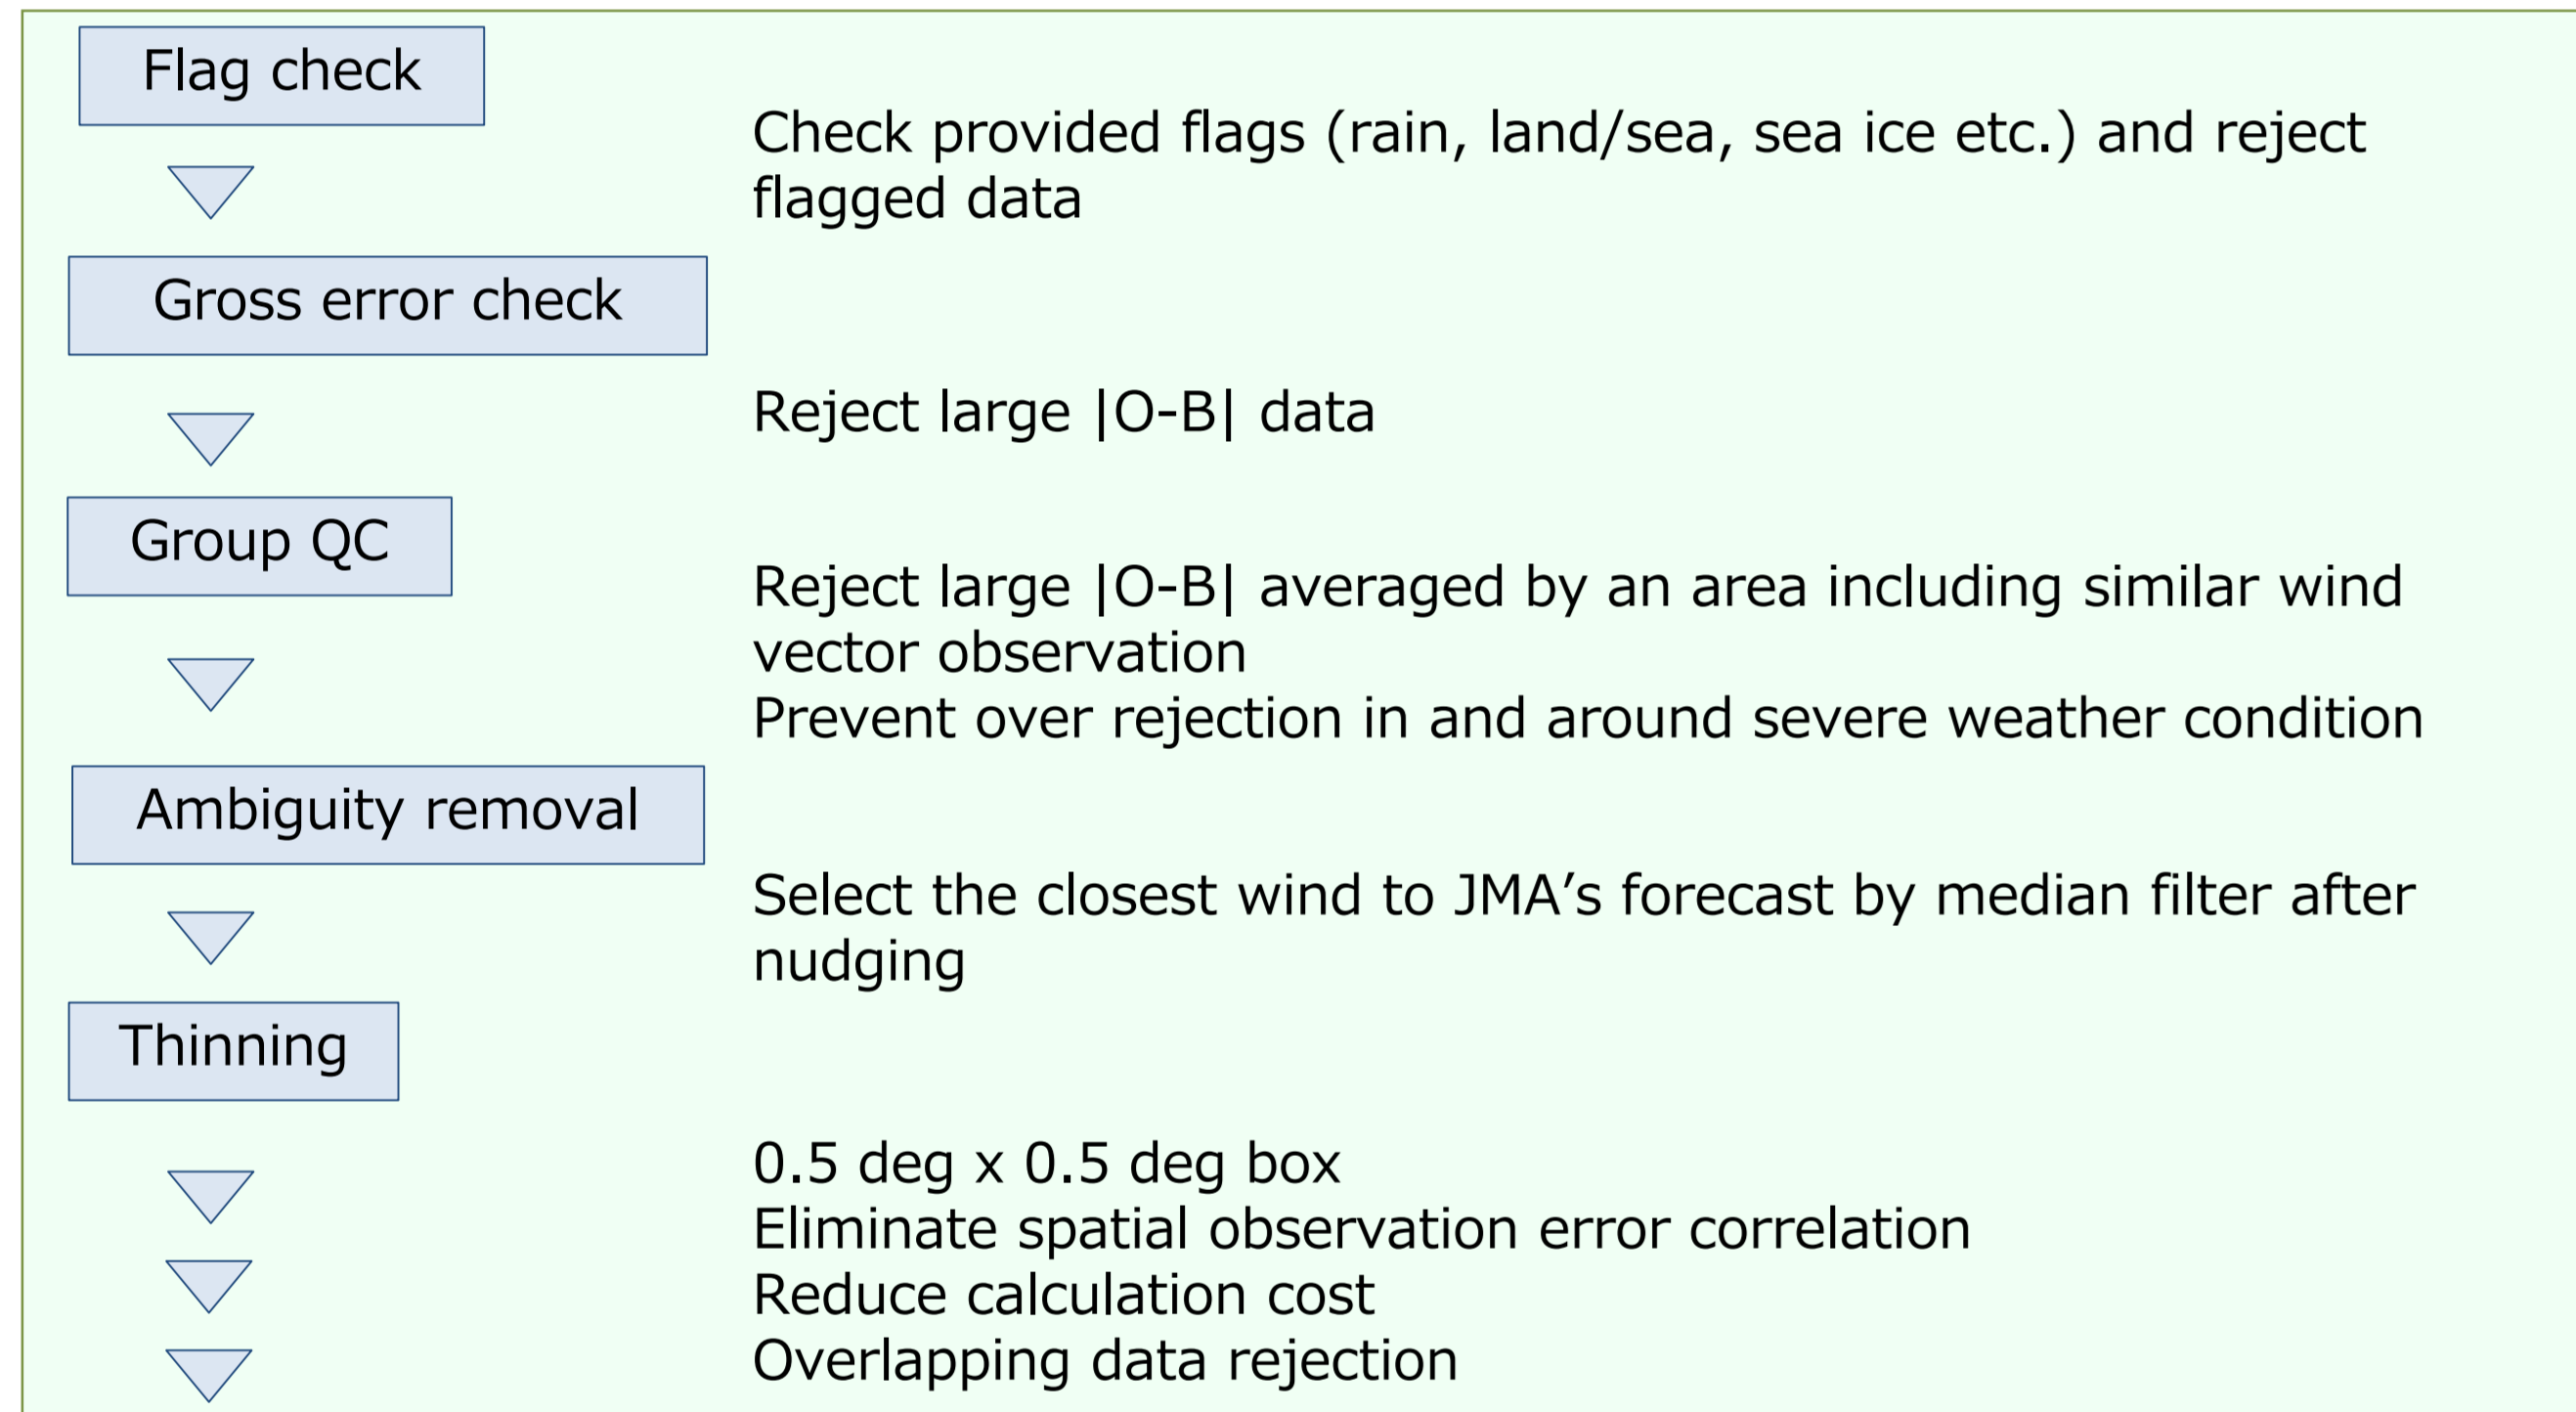 Flag check
Check provided flags (rain, land/sea, sea ice etc.) and reject
flagged data
Gross error check
Reject large |O-B| data
Group QC
Reject large |O-B| averaged by an area including similar wind
vector observation
Prevent over rejection in and around severe weather condition
Ambiguity removal
Select the closest wind to JMA’s forecast by median filter after
nudging
Thinning
0.5 deg x 0.5 deg box
Eliminate spatial observation error correlation
Reduce calculation cost
Overlapping data rejection